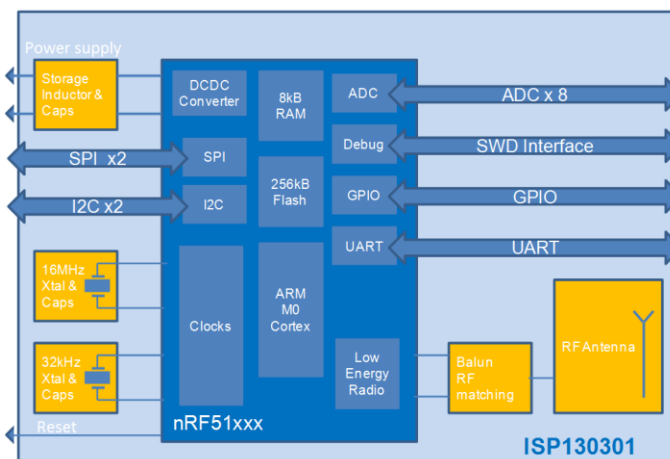 Power supply
Storage
Inductor &
Caps
DCDC
Converter
8kB
RAM
ADC
ADC x 8
Debug
SWD Interface
SPI x2
SPI
256kB
Flash
GPIO
GPIO
I2C x2
I2C
UART
UART
16MHz
Xtal &
Caps
Clocks
ARM
M0
Cortex
32kHz
Xtal &
Caps
Low
Energy
Radio
Balun
RF
matching
RF Antenna
Reset
nRF51xxx
ISP130301